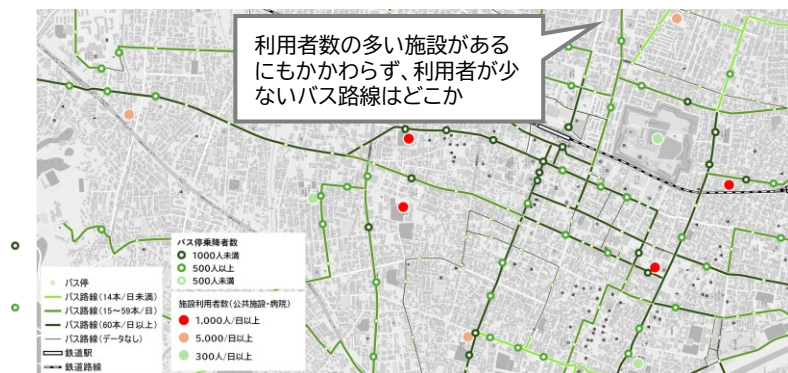 利用者数の多い施設がある
にもかかわらず、利用者が少
ないバス路線はどこか
バス停
バス路線(14本/日未満)
バス路線(15～59本/日)
バス路線(60本/日以上)
バス路線(データなし)
鉄道駅
鉄道路線
バス停乗降者数
1000人未満
500人以上
500人未満
施設利用者数(公共施設・病院)
1,000人/日以上
5,000人/日以上
300人/日以上